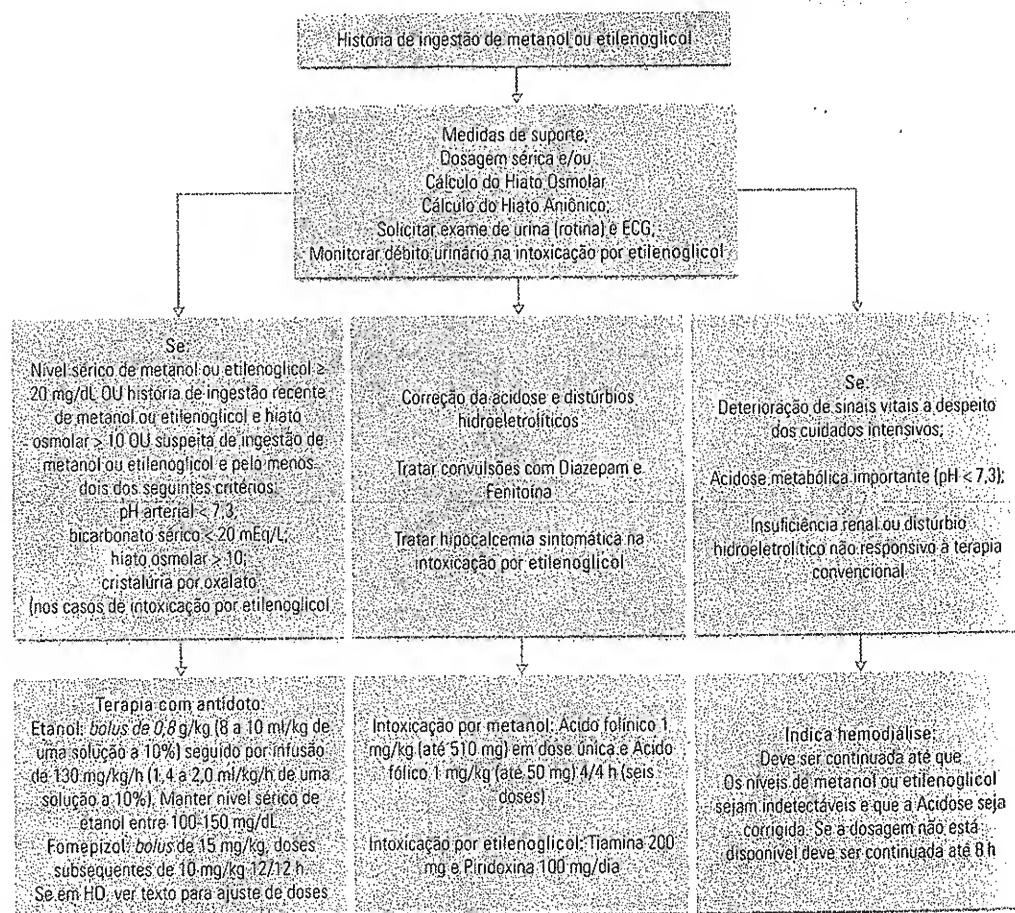 História de ingestão de metanol ou etilenoglicol
Medidas de suporte;
Dosagem sérica e/ou
Cálculo do Hiato Osmolar
Cálculo do Hiato Aniônico;
Solicitar exame de urina (rotina) e ECG;
Monitorar débito urinário na intoxicação por etilenoglicol
Se:
Nível sérico de metanol ou etilenoglicol ≥
20 mg/dL OU história de ingestão recente
de metanol ou etilenoglicol e hiato
osmolar > 10 OU suspeita de ingestão de
metanol ou etilenoglicol e pelo menos
dois dos seguintes critérios:
pH arterial < 7,3;
bicarbonato sérico < 20 mEq/L;
hiato osmolar > 10;
cristalúria por oxalato
(nos casos de intoxicação por etilenoglicol
Correção da acidose e distúrbios
hidroeletrolíticos
Tratar convulsões com Diazepam e
Fenitoína
Tratar hipocalcemia sintomática na
intoxicação por etilenoglicol
Se:
Deterioração de sinais vitais a despeito
dos cuidados intensivos;
Acidose metabólica importante (pH < 7,3);
Insuficiência renal ou distúrbio
hidroeletrolítico não responsivo à terapia
convencional
Terapia com antídoto:
Etanol: bolus de 0,8 g/kg (8 a 10 ml/kg de
uma solução a 10%) seguido por infusão
de 130 mg/kg/h (1,4 a 2,0 ml/kg/h de uma
solução a 10%). Manter nível sérico de
etanol entre 100-150 mg/dL
Fomepizol: bolus de 15 mg/kg, doses
subsequentes de 10 mg/kg 12/12 h.
Se em HD, ver texto para ajuste de doses
Intoxicação por metanol: Ácido folínico 1
mg/kg (até 510 mg) em dose única e Ácido
fólico 1 mg/kg (até 50 mg) 4/4 h (seis
doses)
Intoxicação por etilenoglicol: Tiamina 200
mg e Piridoxina 100 mg/dia
Indica hemodiálise:
Deve ser continuada até que
Os níveis de metanol ou etilenoglicol
sejam indetectáveis e que a Acidose seja
corrigida. Se a dosagem não está
disponível deve ser continuada até 8 h